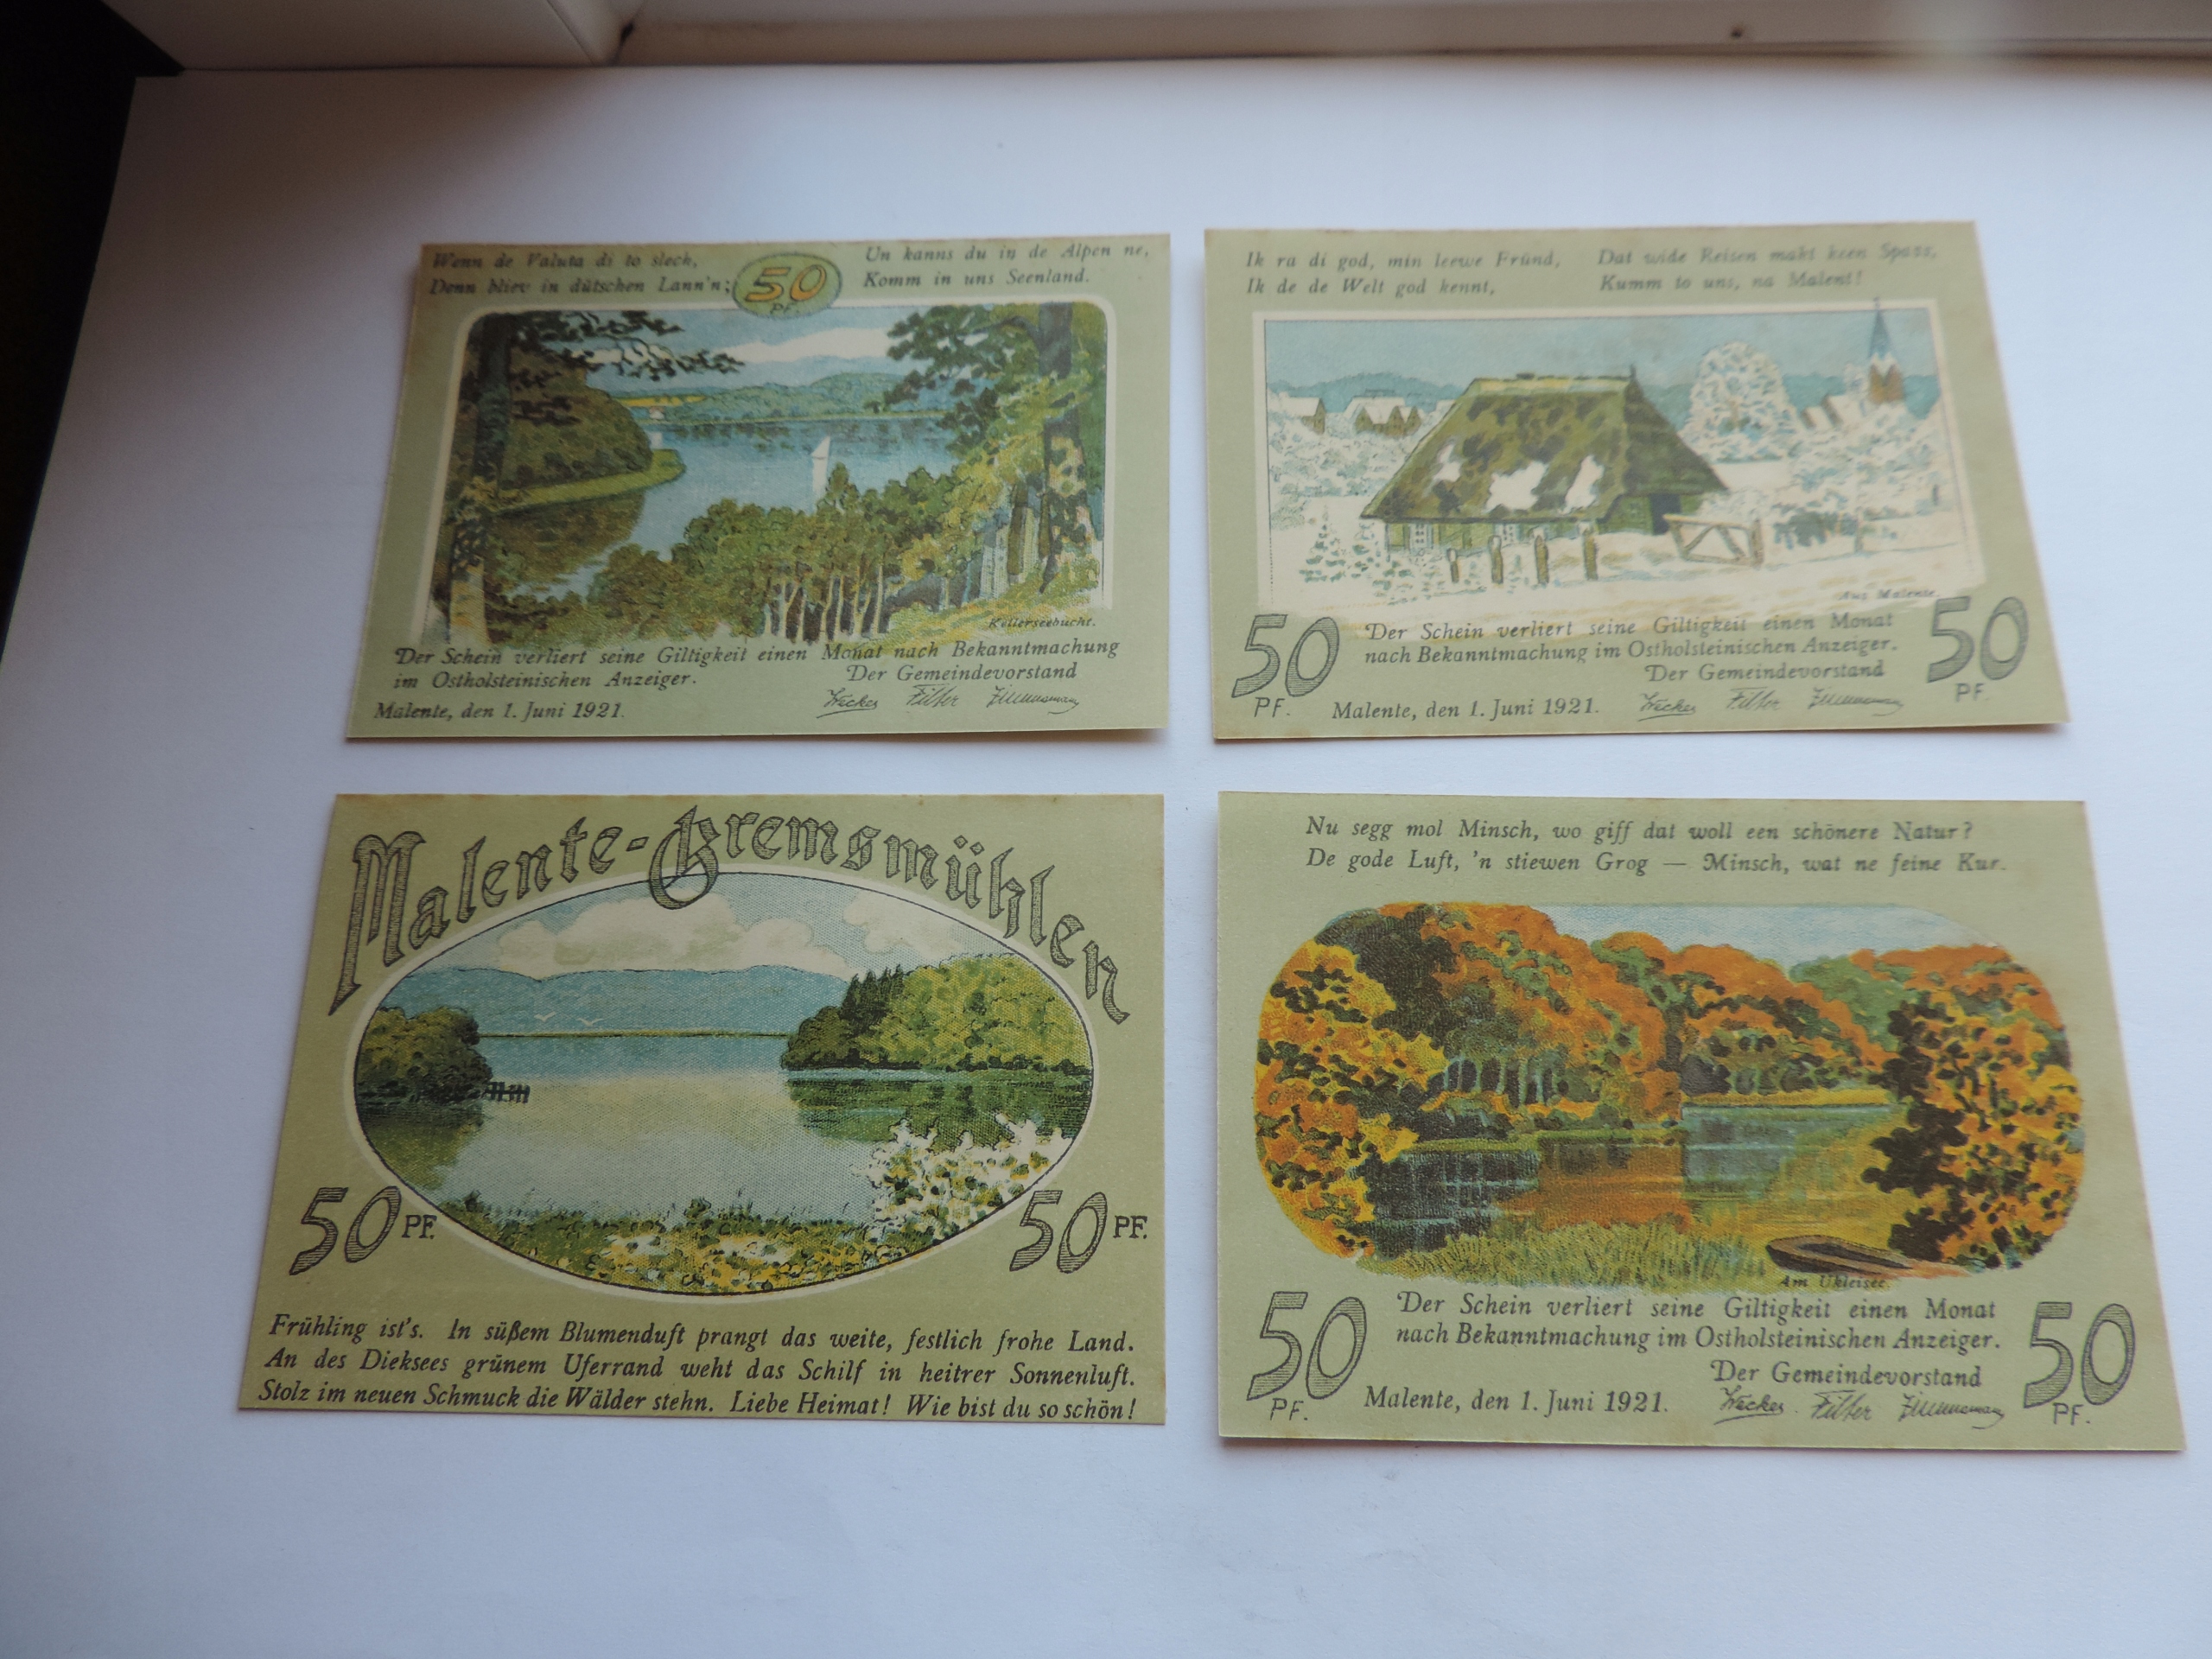 Wenn de Valuta di to slech,
Denn bliev in dütschen Lann'n;
50
PF.
Un kanns du in de Alpen ne,
Komm in uns Seenland.
Kellerseebucht.
Der Schein verliert seine Giltigkeit einen Monat nach Bekanntmachung
im Ostholsteinischen Anzeiger.
Der Gemeindevorstand
Malente, den 1. Juni 1921.
Zimmermann
Ik ra di god, min leewe Fründ,
Ik de de Welt god kennt,
Dat wide Reisen makt keen Spass,
Kumm to uns, na Malent!
Aus Malente.
50
PF.
Der Schein verliert seine Giltigkeit einen Monat
nach Bekanntmachung im Ostholsteinischen Anzeiger.
Der Gemeindevorstand
Malente, den 1. Juni 1921.
Zimmermann
50
PF.
Malente-Gremsmühlen
50 PF.
50 PF.
Frühling ist's. In süßem Blumenduft prangt das weite, festlich frohe Land.
An des Dieksees grünem Uferrand weht das Schilf in heitrer Sonnenluft.
Stolz im neuen Schmuck die Wälder stehn. Liebe Heimat! Wie bist du so schön!
Nu segg mol Minsch, wo giff dat woll een schönere Natur?
De gode Luft, 'n stiewen Grog — Minsch, wat ne feine Kur.
Am Ukleisee.
50
PF.
Der Schein verliert seine Giltigkeit einen Monat
nach Bekanntmachung im Ostholsteinischen Anzeiger.
Der Gemeindevorstand
Malente, den 1. Juni 1921.
Zimmermann
50
PF.